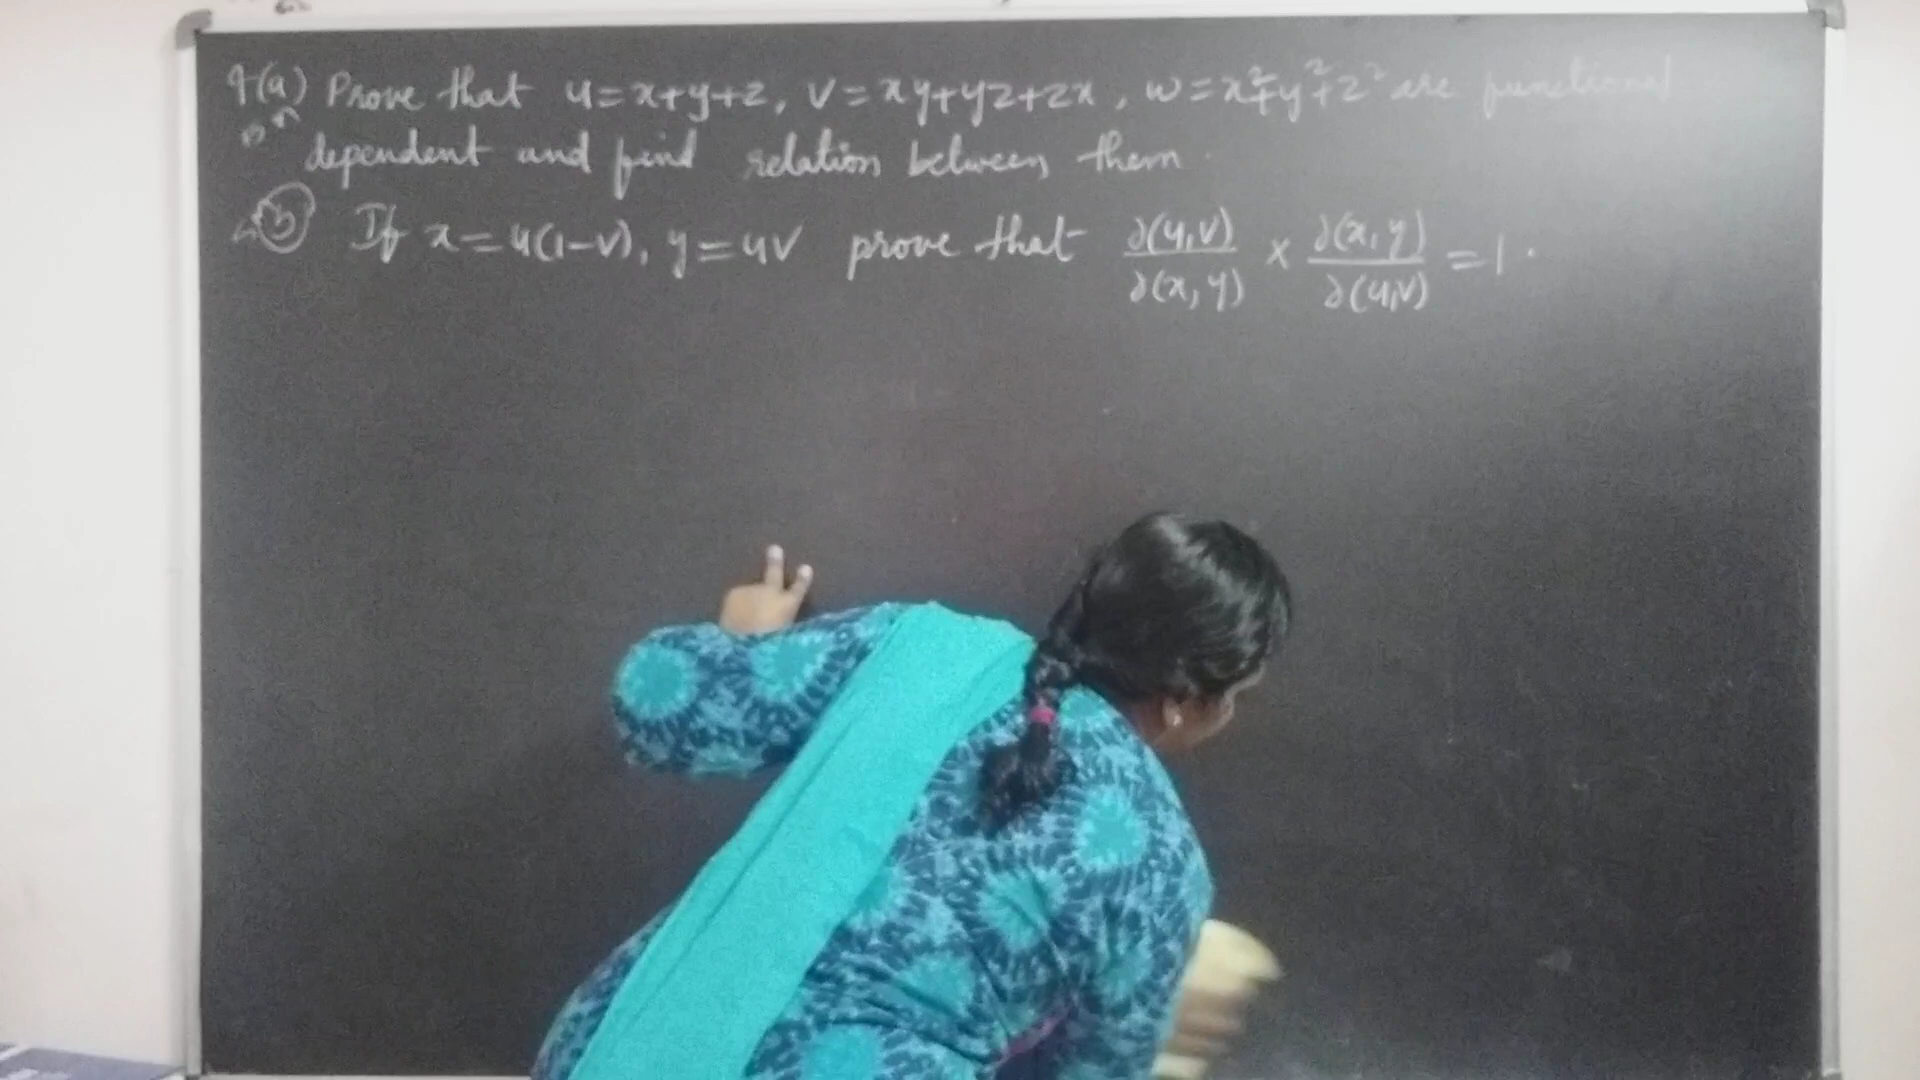 9(a) Prove that u=x+y+z, v=xy+yz+zx, w=x²+y²+z² are functional
dependent and find relation between them.
b If x=u(1-v), y=uv prove that ∂(u,v)/∂(x,y) × ∂(x,y)/∂(u,v) = 1.